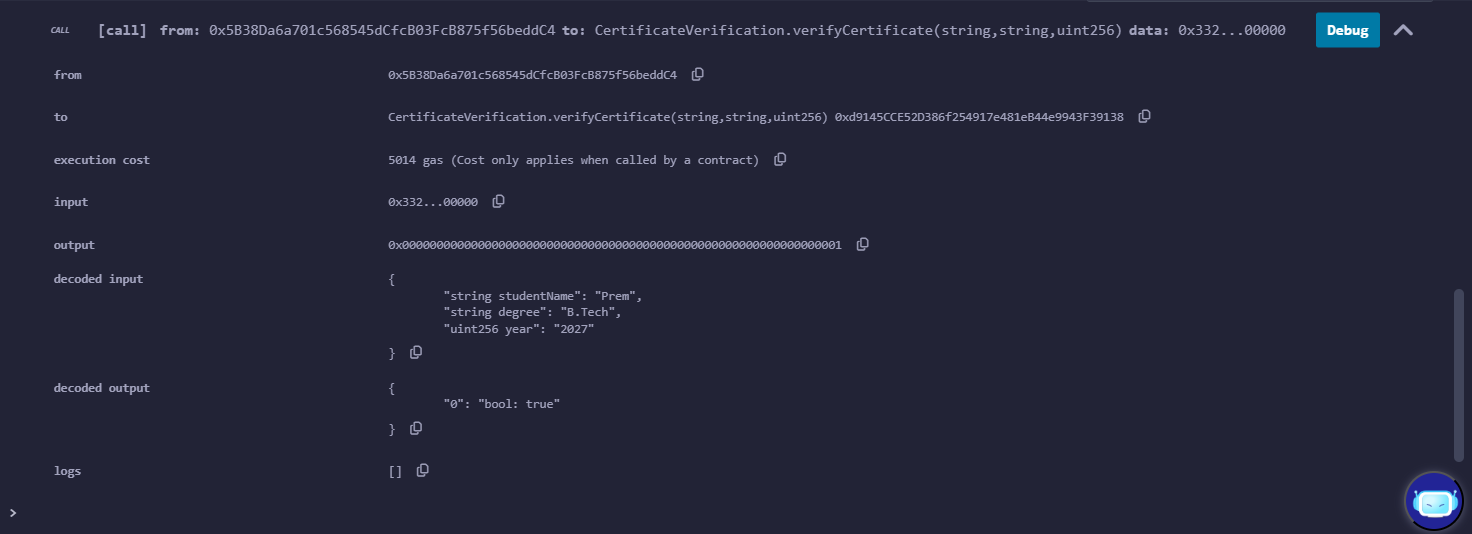 CALL [call] from: 0x5B38Da6a701c568545dCfcB03FcB875f56beddC4 to: CertificateVerification.verifyCertificate(string,string,uint256) data: 0x332...00000 Debug
from 0x5B38Da6a701c568545dCfcB03FcB875f56beddC4
to CertificateVerification.verifyCertificate(string,string,uint256) 0xd9145CCE52D386f254917e481eB44e9943F39138
execution cost 5014 gas (Cost only applies when called by a contract)
input 0x332...00000
output 0x0000000000000000000000000000000000000000000000000000000000000001
decoded input {
"string studentName": "Prem",
"string degree": "B.Tech",
"uint256 year": "2027"
}
decoded output {
"0": "bool: true"
}
logs []
>